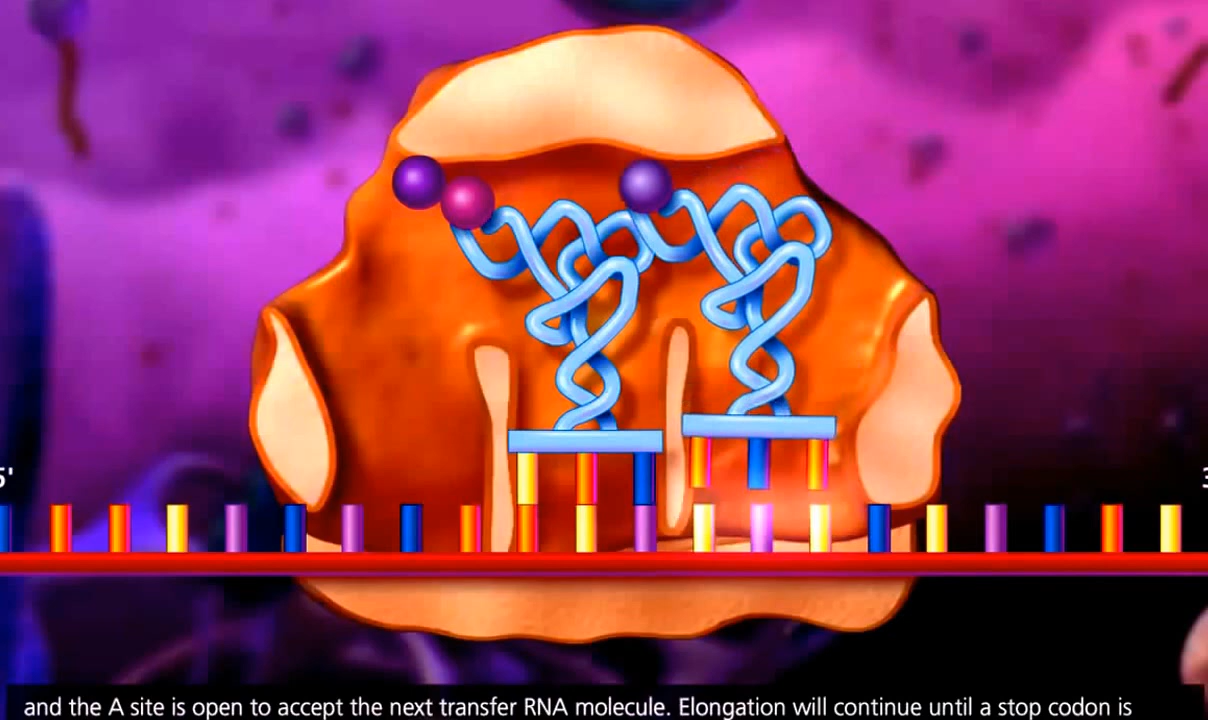 5'
3
and the A site is open to accept the next transfer RNA molecule. Elongation will continue until a stop codon is